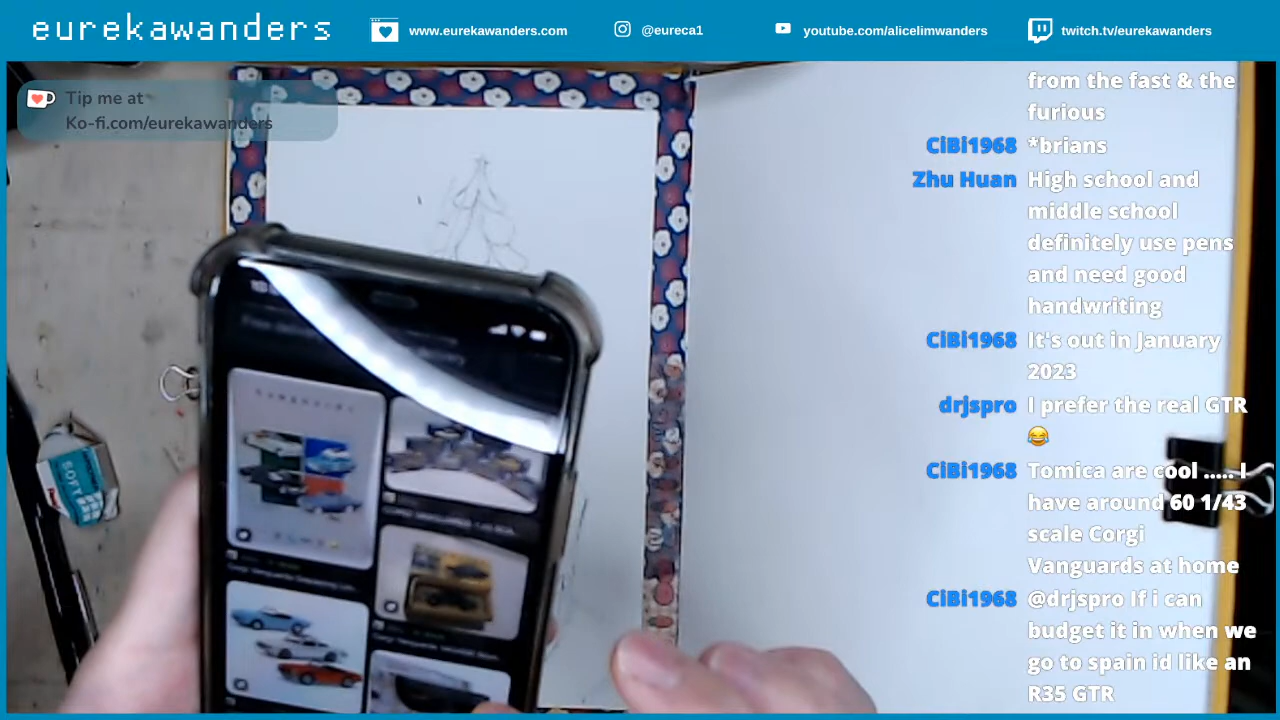 eurekawanders
www.eurekawanders.com
@eureca1
youtube.com/alicelimwanders
twitch.tv/eurekawanders
Tip me at
Ko-fi.com/eurekawanders
from the fast & the
furious
CiBi1968 *brians
Zhu Huan High school and
middle school
definitely use pens
and need good
handwriting
CiBi1968 It's out in January
2023
drjspro I prefer the real GTR
😂
CiBi1968 Tomica are cool ..... I
have around 60 1/43
scale Corgi
Vanguards at home
CiBi1968 @drjspro If i can
budget it in when we
go to spain id like an
R35 GTR
SOFT